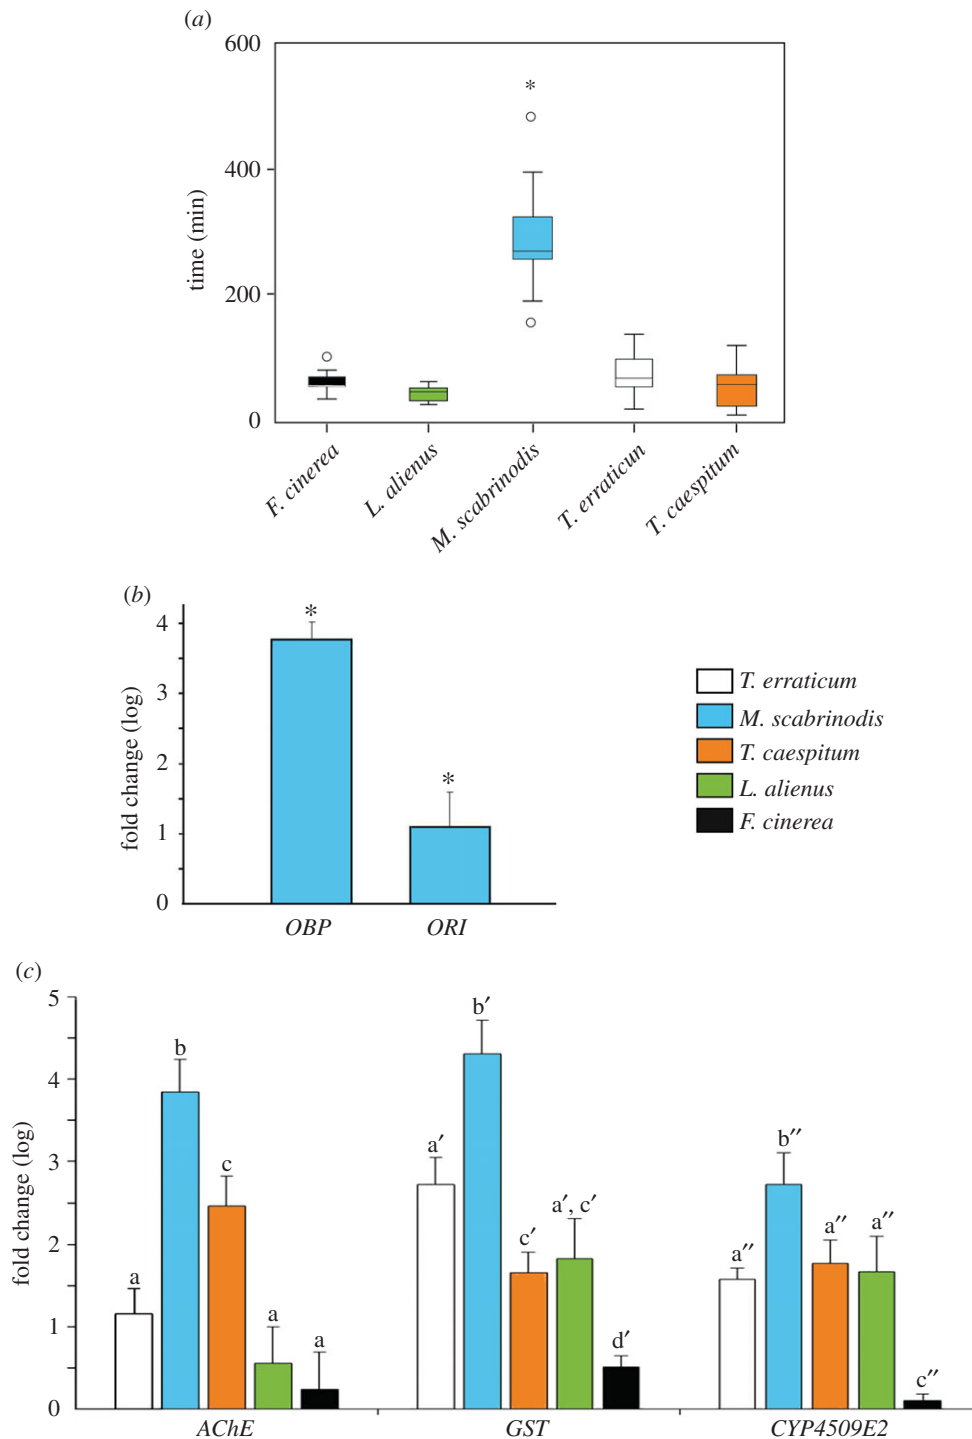 (a)
600
*
400
time (min)
200
0
F. cinerea
L. alienus
M. scabrinodis
T. erraticun
T. caespitum
(b)
4
*
3
fold change (log)
2
*
1
0
OBP
ORI
T. erraticum
M. scabrinodis
T. caespitum
L. alienus
F. cinerea
(c)
5
4
3
fold change (log)
2
1
0
a
b
c
a
a
a′
b′
c′
a′, c′
d′
a″
b″
a″
a″
c″
AChE
GST
CYP4509E2